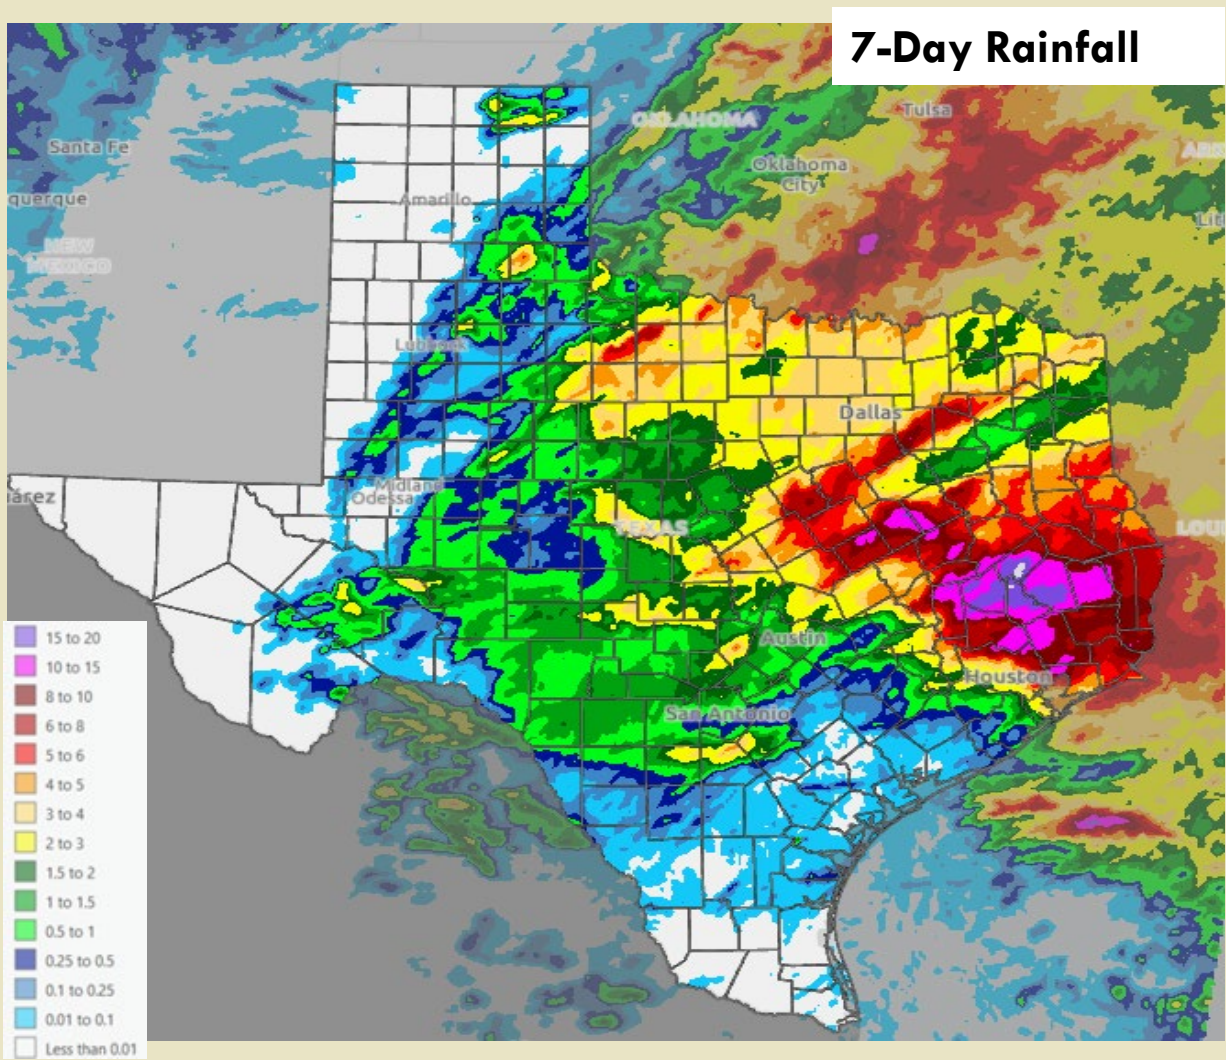 7-Day Rainfall
Tulsa
OKLAHOMA
Santa Fe
Oklahoma
City
querque
Amarillo
NEW
MEXICO
Lubbock
Dallas
Midland
Odessa
árez
TEXAS
LOU
Austin
Houston
San Antonio
15 to 20
10 to 15
8 to 10
6 to 8
5 to 6
4 to 5
3 to 4
2 to 3
1.5 to 2
1 to 1.5
0.5 to 1
0.25 to 0.5
0.1 to 0.25
0.01 to 0.1
Less than 0.01